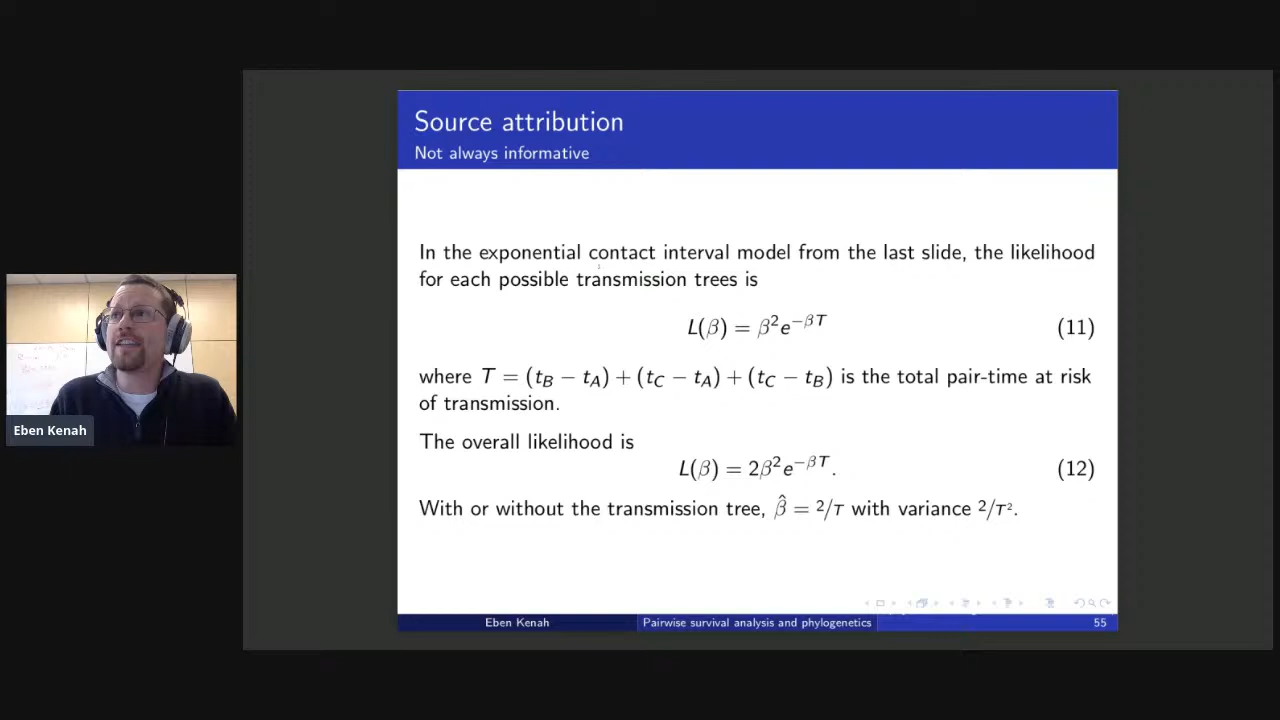 Source attribution
Not always informative
In the exponential contact interval model from the last slide, the likelihood
for each possible transmission trees is
L(β) = β²e^{−βT} (11)
where T = (t_B − t_A) + (t_C − t_A) + (t_C − t_B) is the total pair-time at risk
of transmission.
The overall likelihood is
L(β) = 2β²e^{−βT}. (12)
With or without the transmission tree, β̂ = 2/T with variance 2/T².
Eben Kenah
Eben Kenah Pairwise survival analysis and phylogenetics 55